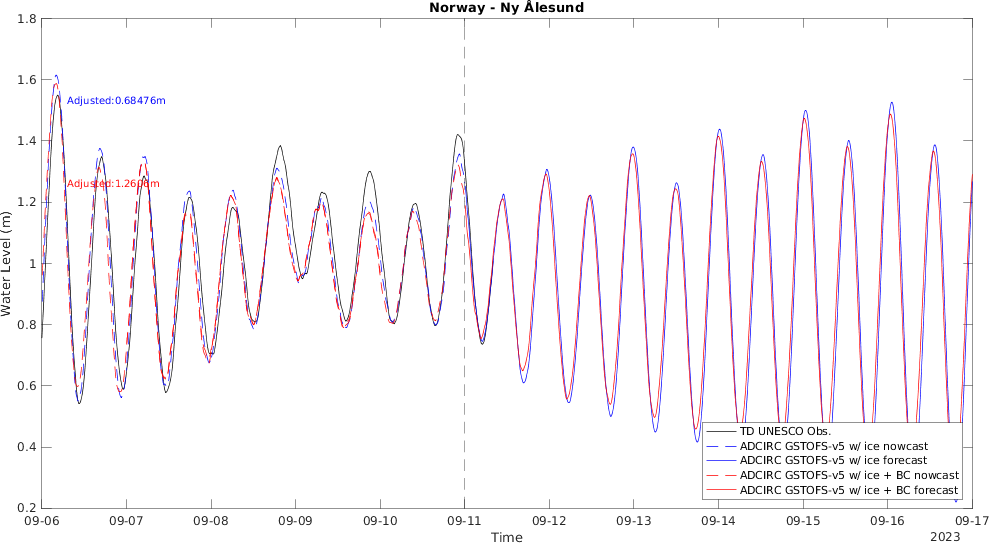 Norway - Ny Ålesund
1.8
1.6
1.4
1.2
1
0.8
0.6
0.4
0.2
Water Level (m)
Adjusted:0.68476m
Adjusted:1.2606m
TD UNESCO Obs.
ADCIRC GSTOFS-v5 w/ ice nowcast
ADCIRC GSTOFS-v5 w/ ice forecast
ADCIRC GSTOFS-v5 w/ ice + BC nowcast
ADCIRC GSTOFS-v5 w/ ice + BC forecast
09-06 09-07 09-08 09-09 09-10 09-11 09-12 09-13 09-14 09-15 09-16 09-17
Time
2023